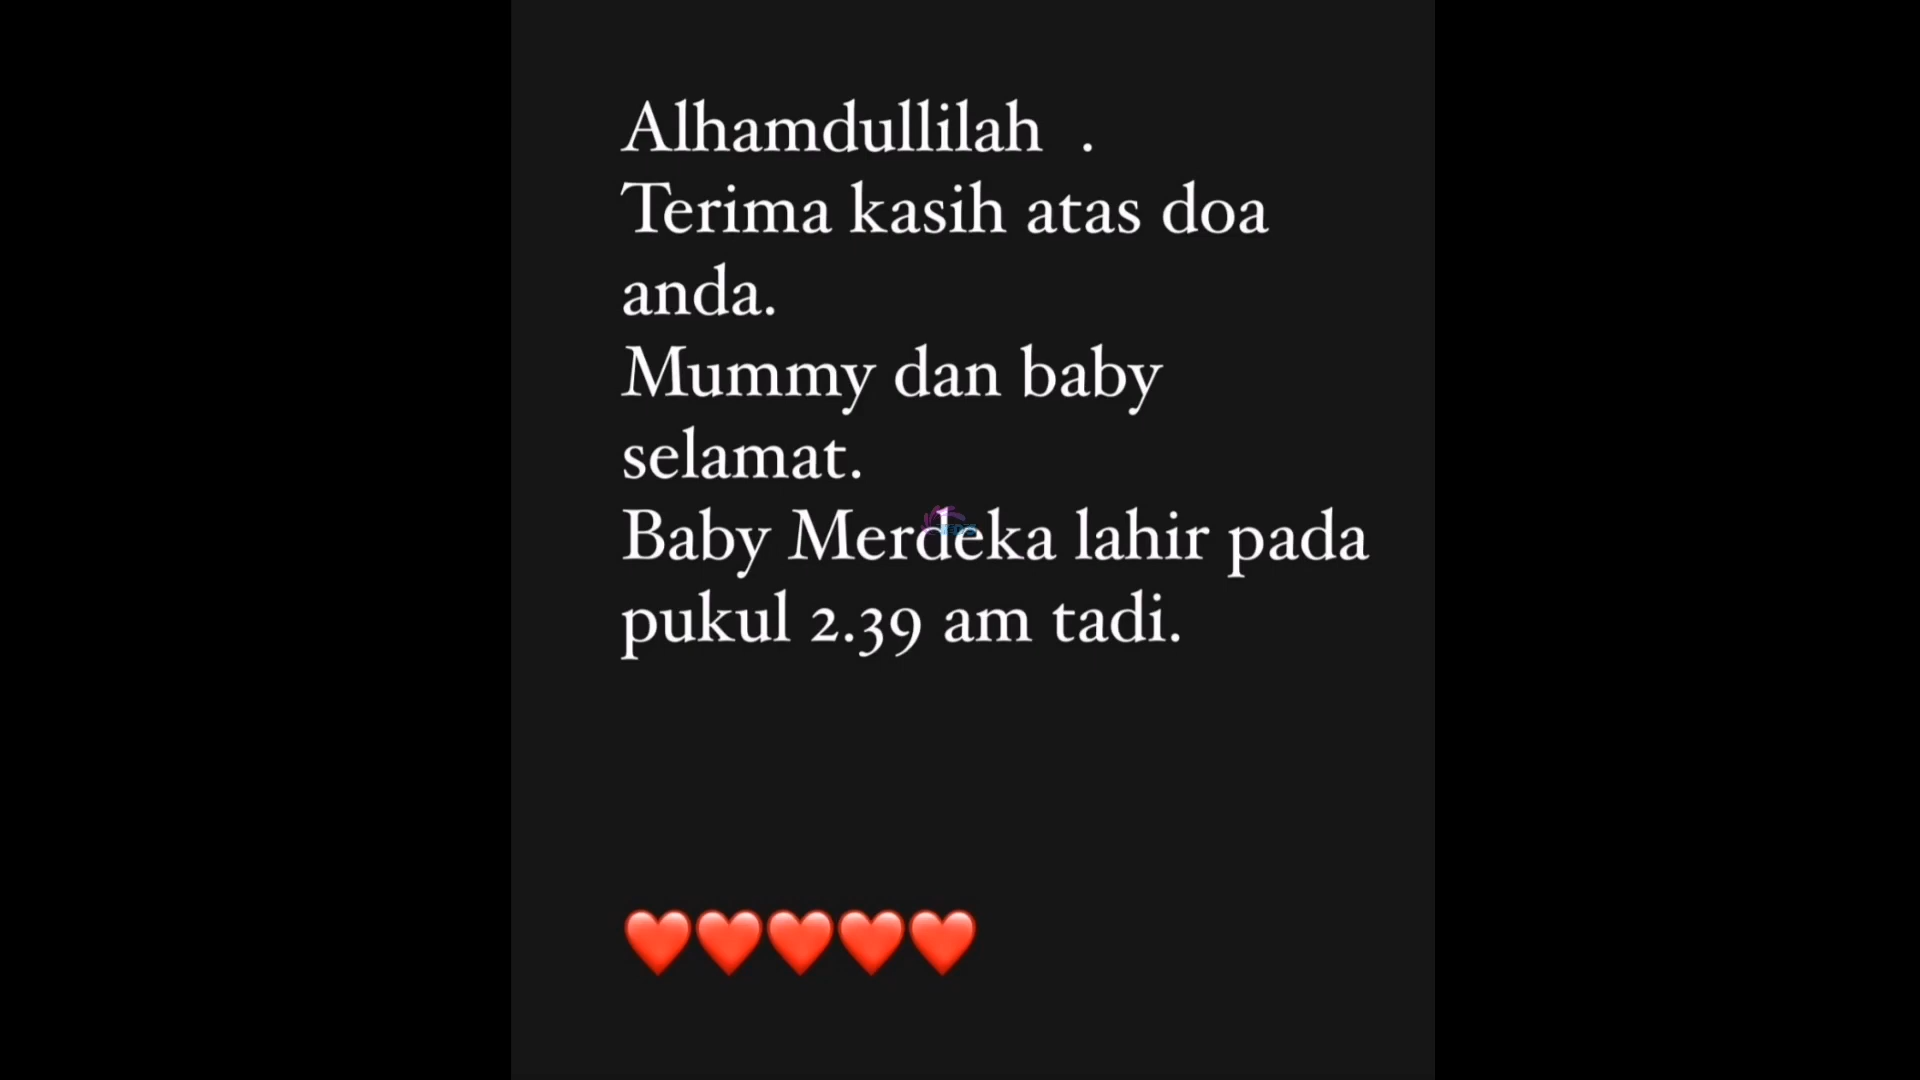 Alhamdullilah  .
Terima kasih atas doa
anda.
Mummy dan baby
selamat.
Baby Merdeka lahir pada
pukul 2.39 am tadi.
❤️❤️❤️❤️❤️